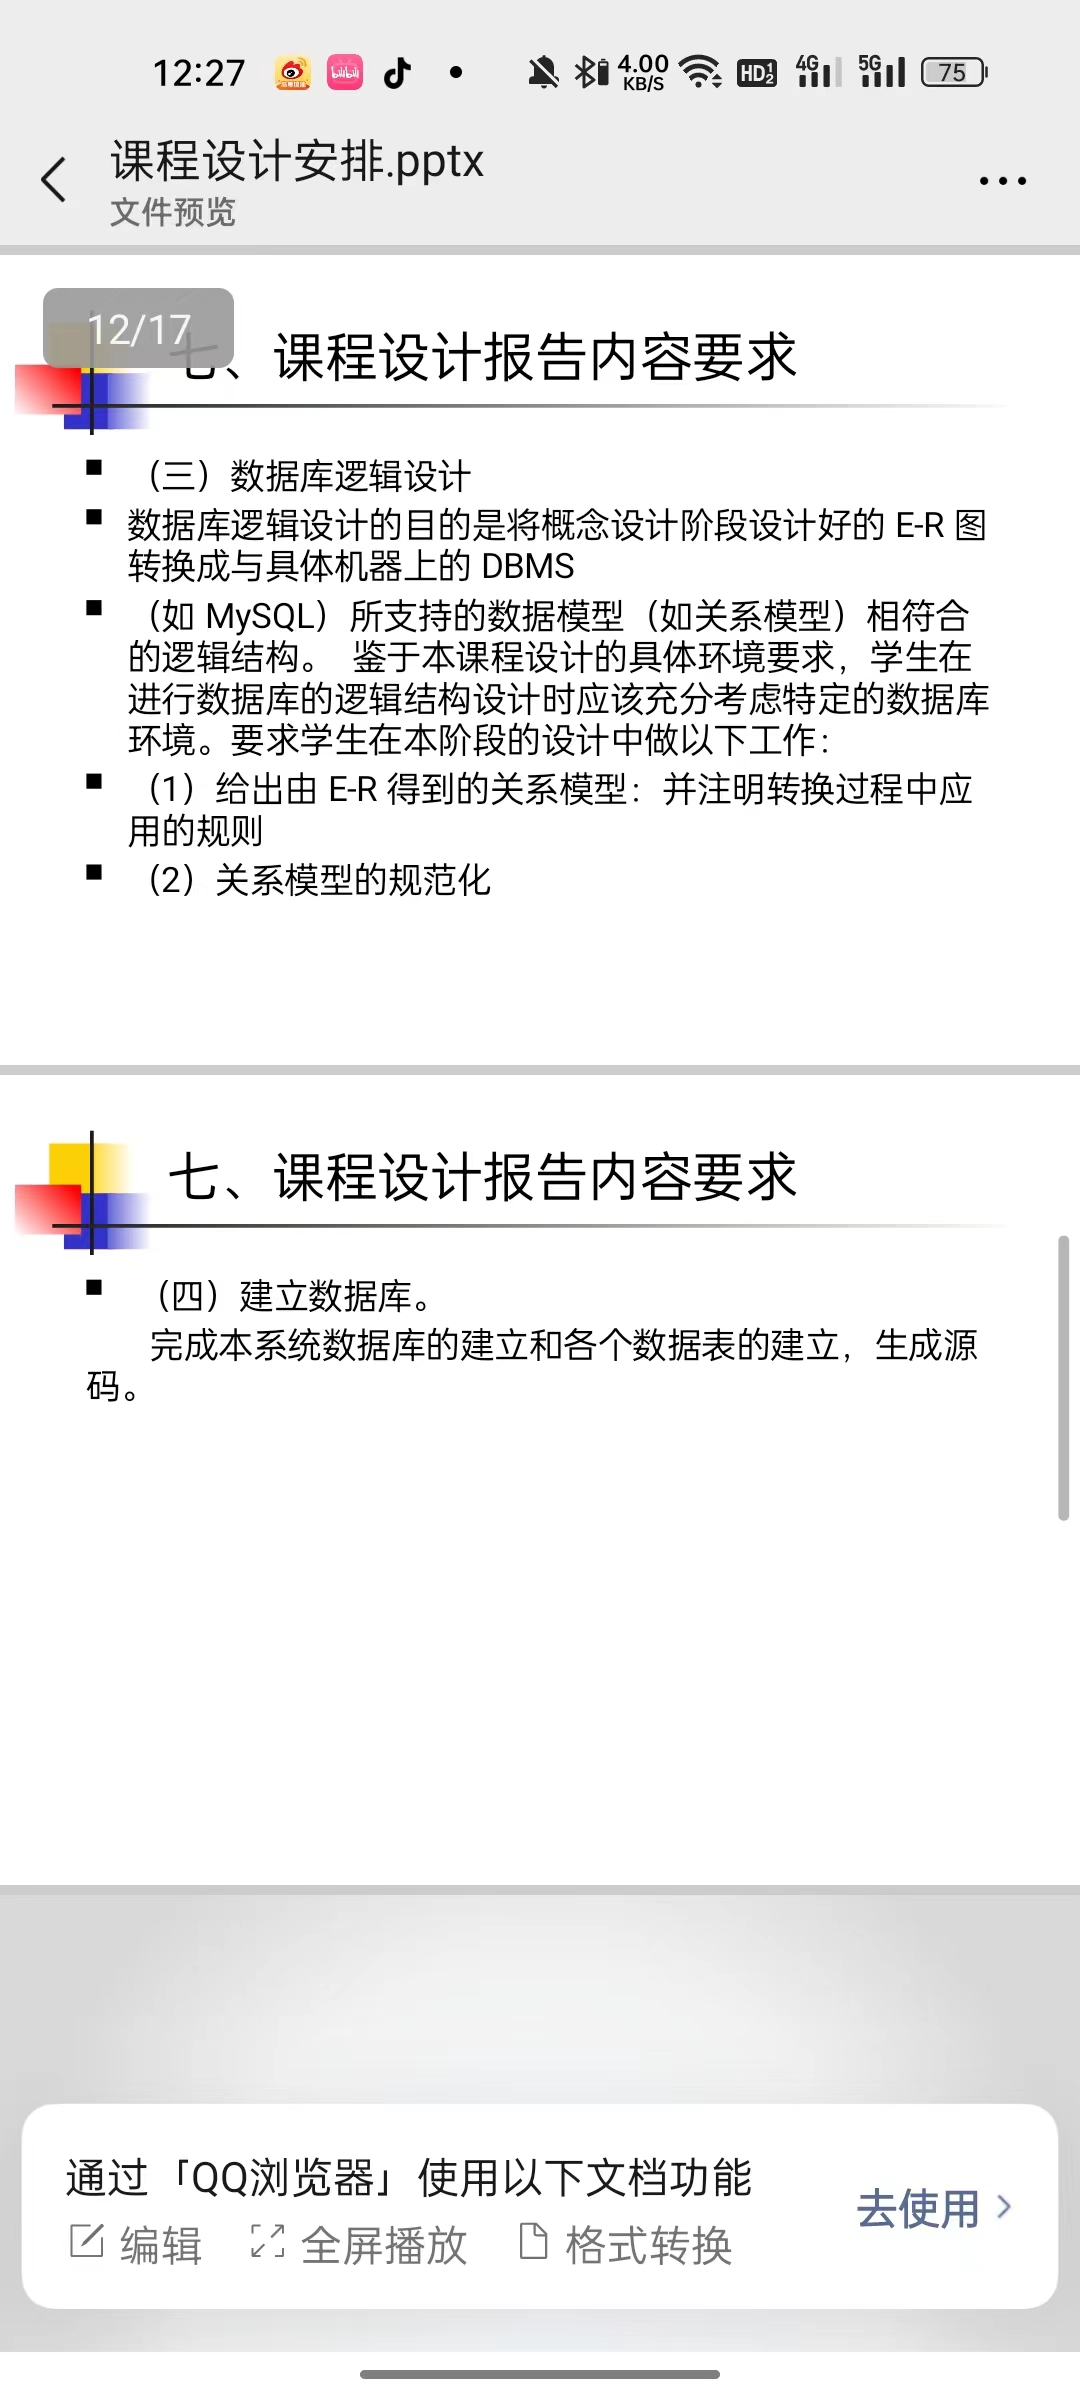 12:27
4.00
KB/S
HD
4G
5G
75
课程设计安排.pptx
文件预览
12/17
七、课程设计报告内容要求
（三）数据库逻辑设计
数据库逻辑设计的目的是将概念设计阶段设计好的 E-R 图
转换成与具体机器上的 DBMS
（如 MySQL）所支持的数据模型（如关系模型）相符合
的逻辑结构。 鉴于本课程设计的具体环境要求，学生在
进行数据库的逻辑结构设计时应该充分考虑特定的数据库
环境。要求学生在本阶段的设计中做以下工作：
（1）给出由 E-R 得到的关系模型：并注明转换过程中应
用的规则
（2）关系模型的规范化
七、课程设计报告内容要求
（四）建立数据库。
完成本系统数据库的建立和各个数据表的建立，生成源
码。
通过「QQ浏览器」使用以下文档功能
去使用
编辑 全屏播放 格式转换